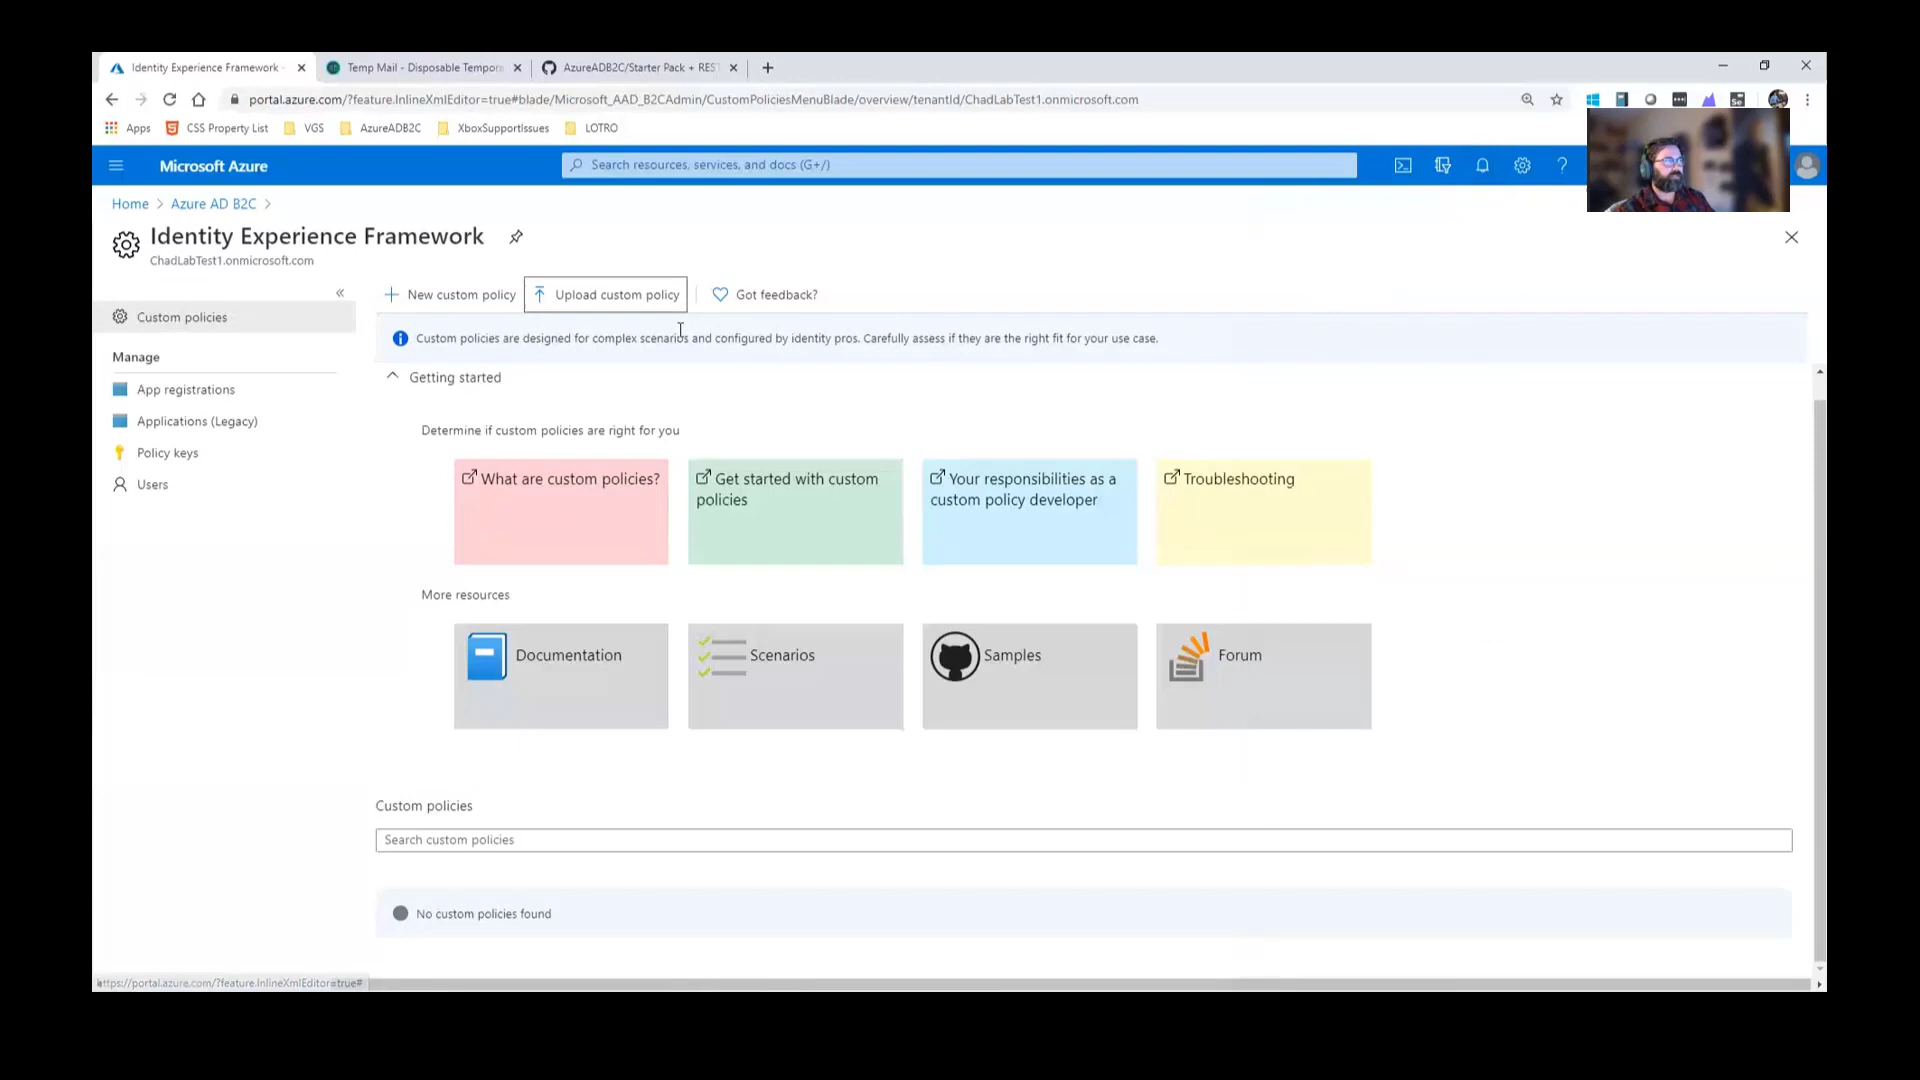 Identity Experience Framework -
Temp Mail - Disposable Tempora
AzureADB2C/Starter Pack + REST
portal.azure.com/?feature.InlineXmlEditor=true#blade/Microsoft_AAD_B2CAdmin/CustomPoliciesMenuBlade/overview/tenantId/ChadLabTest1.onmicrosoft.com
Apps CSS Property List VGS AzureADB2C XboxSupportIssues LOTRO
Microsoft Azure
Search resources, services, and docs (G+/)
Home > Azure AD B2C >
Identity Experience Framework
ChadLabTest1.onmicrosoft.com
Custom policies
Manage
App registrations
Applications (Legacy)
Policy keys
Users
New custom policy Upload custom policy Got feedback?
Custom policies are designed for complex scenarios and configured by identity pros. Carefully assess if they are the right fit for your use case.
Getting started
Determine if custom policies are right for you
What are custom policies?
Get started with custom
policies
Your responsibilities as a
custom policy developer
Troubleshooting
More resources
Documentation
Scenarios
Samples
Forum
Custom policies
Search custom policies
No custom policies found
https://portal.azure.com/?feature.InlineXmlEditor=true#